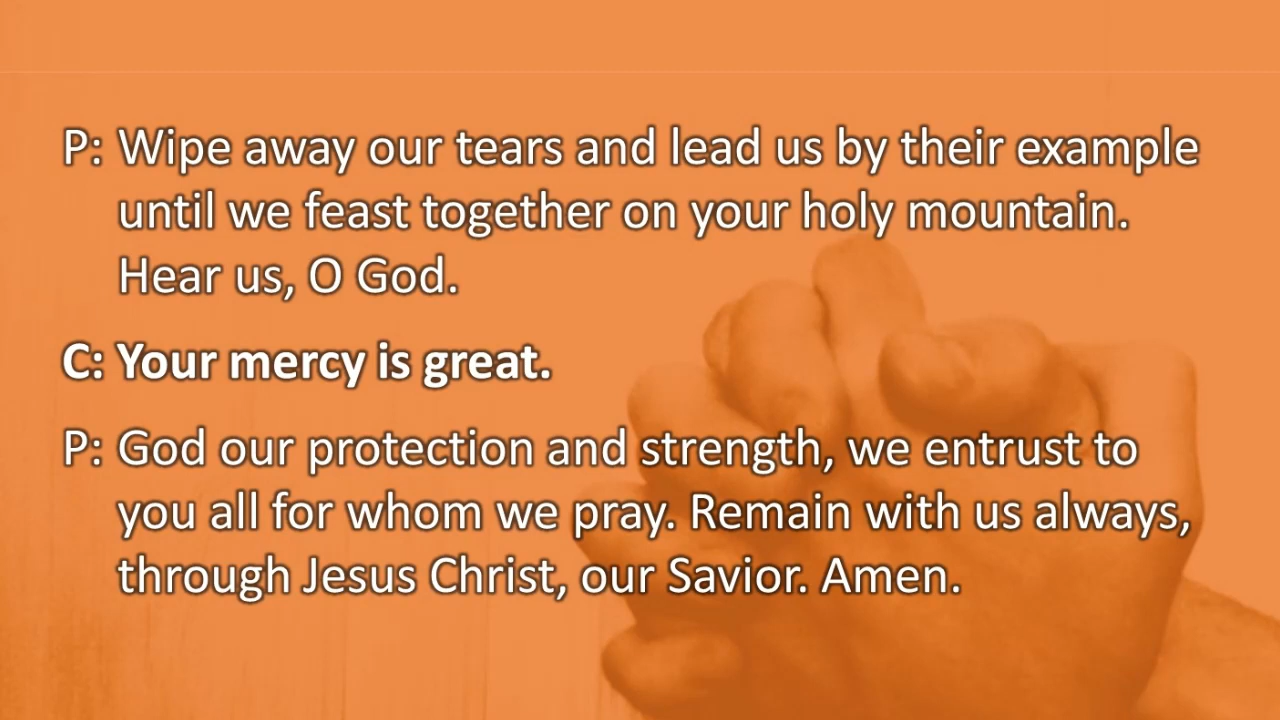 P: Wipe away our tears and lead us by their example
until we feast together on your holy mountain.
Hear us, O God.
C: Your mercy is great.
P: God our protection and strength, we entrust to
you all for whom we pray. Remain with us always,
through Jesus Christ, our Savior. Amen.